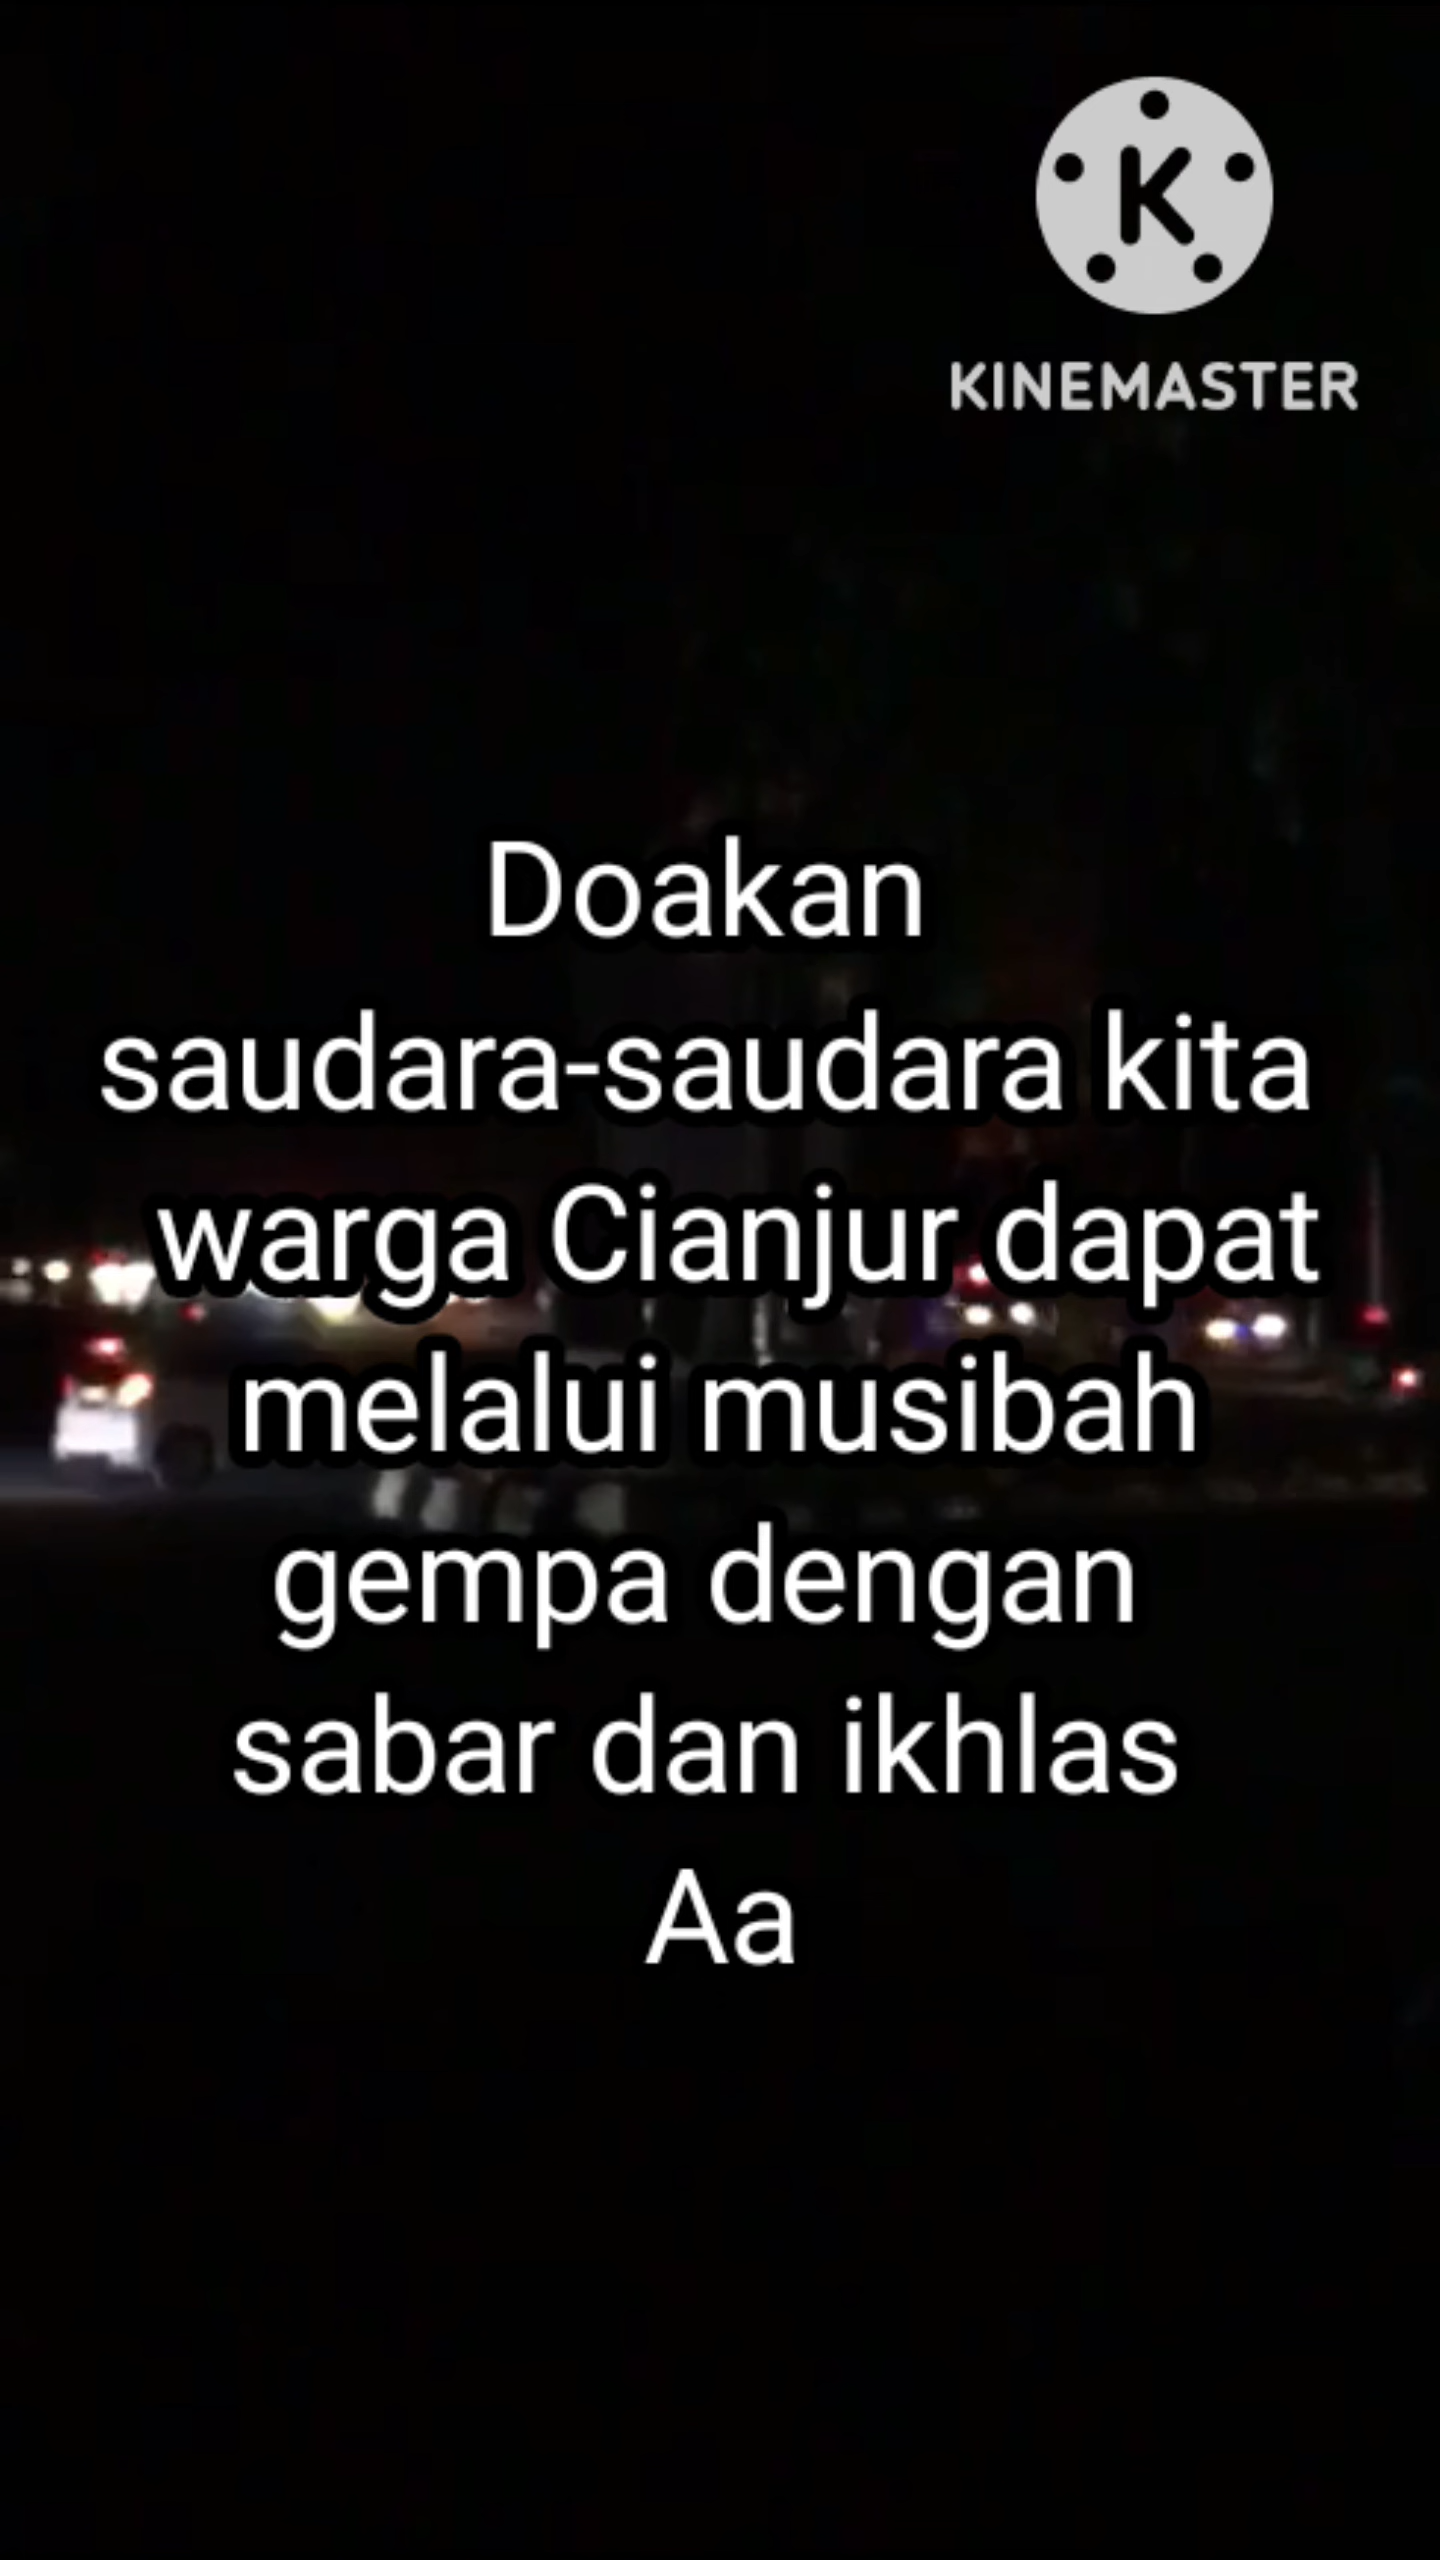 K
KINEMASTER
Doakan
saudara-saudara kita
warga Cianjur dapat
melalui musibah
gempa dengan
sabar dan ikhlas
Aa